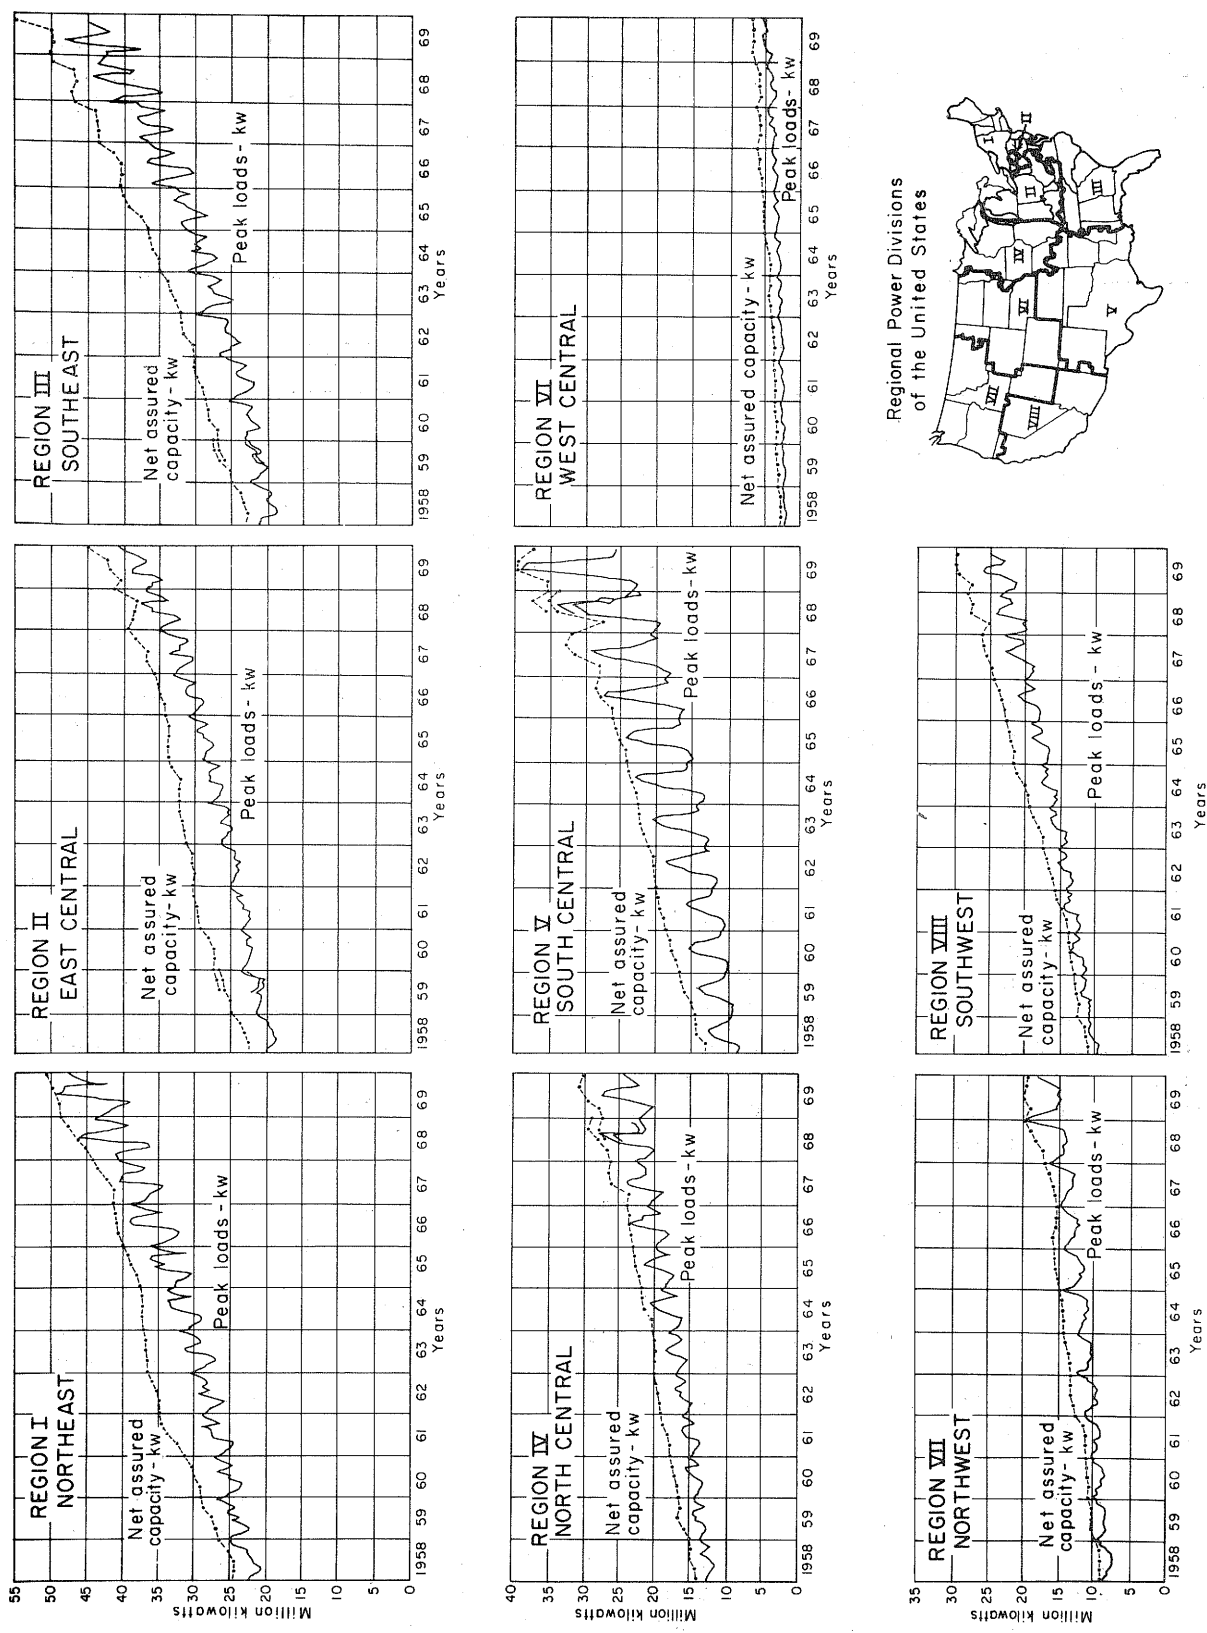 REGION I
NORTHEAST
Net assured
capacity - kw
Peak loads - kw
Million kilowatts
55
50
45
40
35
30
25
20
15
10
5
0
1958 59 60 61 62 63 64 65 66 67 68 69
Years
REGION II
EAST CENTRAL
Net assured
capacity - kw
Peak loads - kw
1958 59 60 61 62 63 64 65 66 67 68 69
Years
REGION III
SOUTHEAST
Net assured
capacity - kw
Peak loads - kw
1958 59 60 61 62 63 64 65 66 67 68 69
Years
REGION IV
NORTH CENTRAL
Net assured
capacity - kw
Peak loads - kw
Million kilowatts
40
35
30
25
20
15
10
5
0
1958 59 60 61 62 63 64 65 66 67 68 69
Years
REGION V
SOUTH CENTRAL
Net assured
capacity - kw
Peak loads - kw
1958 59 60 61 62 63 64 65 66 67 68 69
Years
REGION VI
WEST CENTRAL
Net assured capacity - kw
Peak loads - kw
1958 59 60 61 62 63 64 65 66 67 68 69
Years
REGION VII
NORTHWEST
Net assured
capacity - kw
Peak loads - kw
Million kilowatts
35
30
25
20
15
10
5
0
1958 59 60 61 62 63 64 65 66 67 68 69
Years
REGION VIII
SOUTHWEST
Net assured
capacity - kw
Peak loads - kw
1958 59 60 61 62 63 64 65 66 67 68 69
Years
Regional Power Divisions
of the United States
I
II
II
III
IV
V
VI
VII
VIII